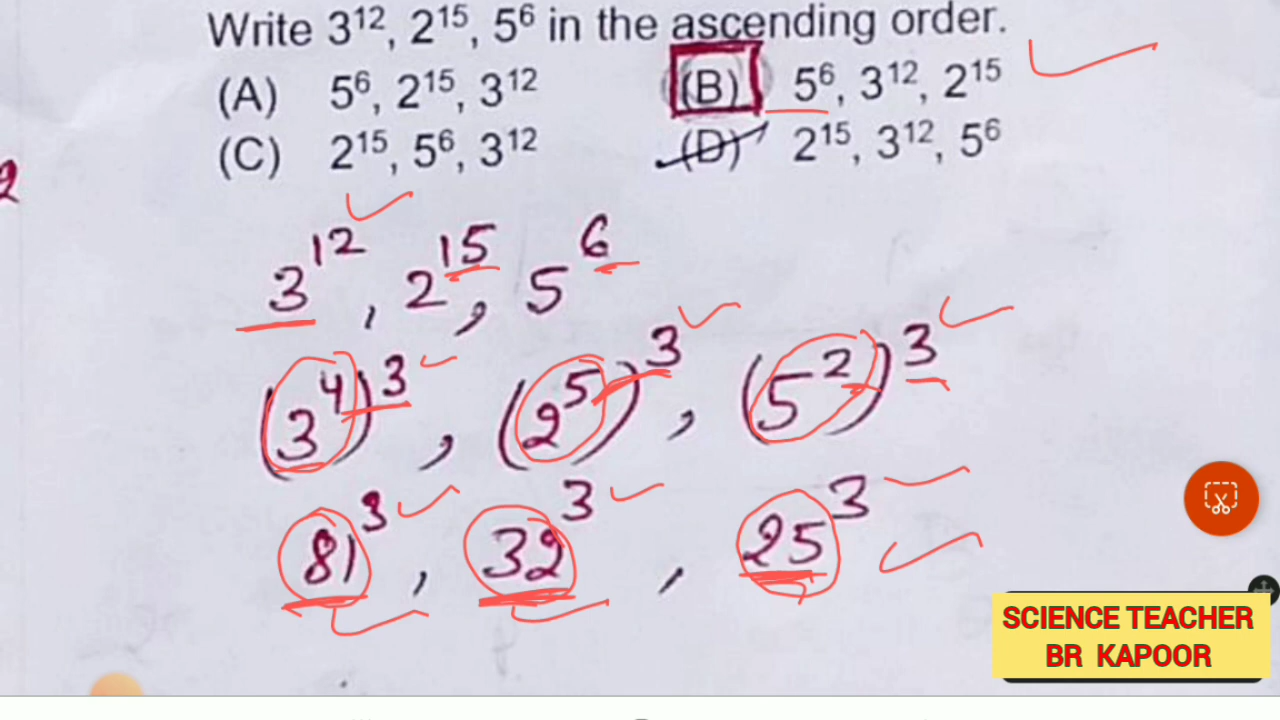 Write 3¹², 2¹⁵, 5⁶ in the ascending order.
(A) 5⁶, 2¹⁵, 3¹² (B) 5⁶, 3¹², 2¹⁵
(C) 2¹⁵, 5⁶, 3¹² (D) 2¹⁵, 3¹², 5⁶
2
3¹², 2¹⁵, 5⁶
(3⁴)³, (2⁵)³, (5²)³
81³, 32³, 25³
SCIENCE TEACHER
BR KAPOOR